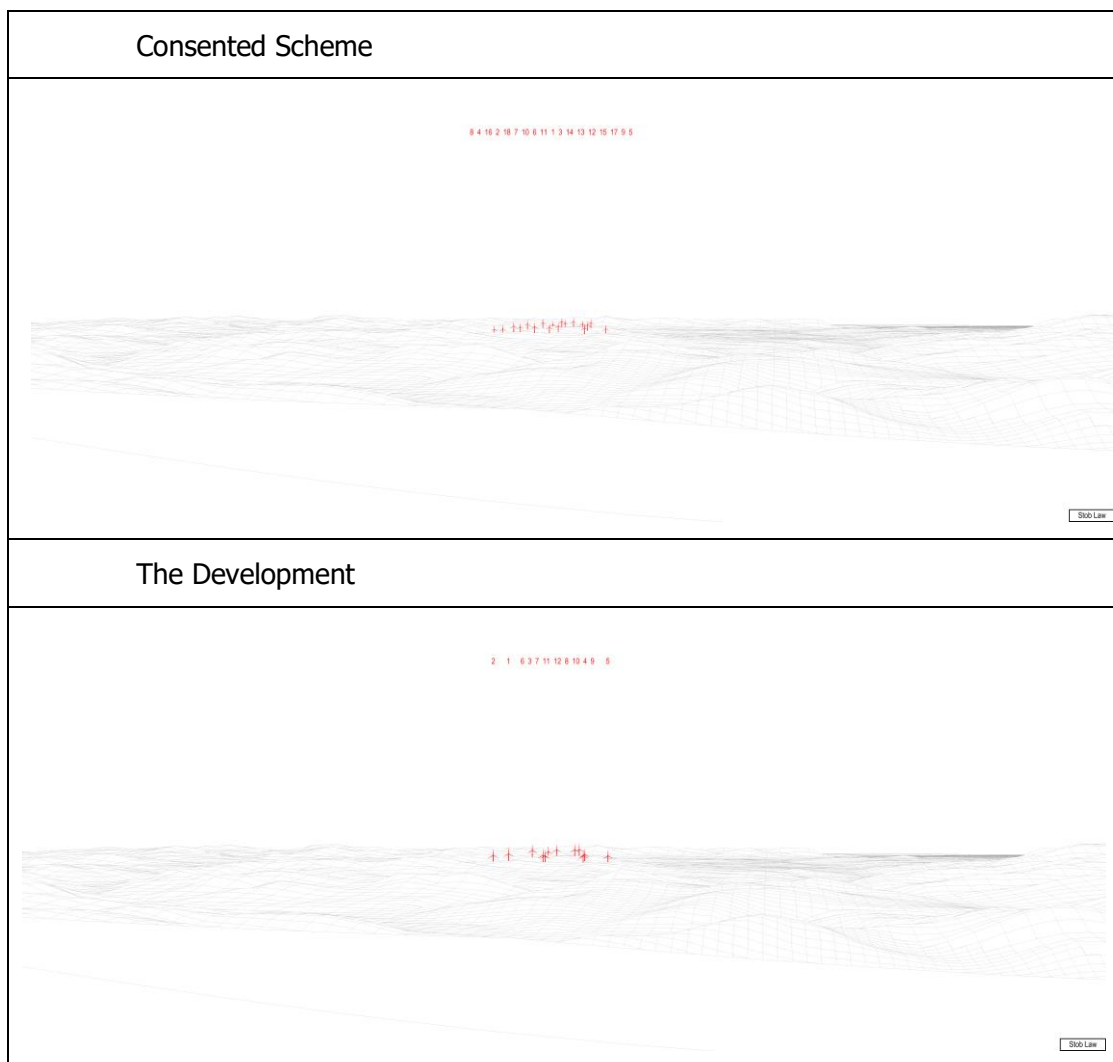 Consented Scheme
8 4 16 2 18 7 10 6 11 1 3 14 13 12 15 17 9 5
Stob Law
The Development
2 1 6 3 7 11 12 8 10 4 9 5
Stob Law